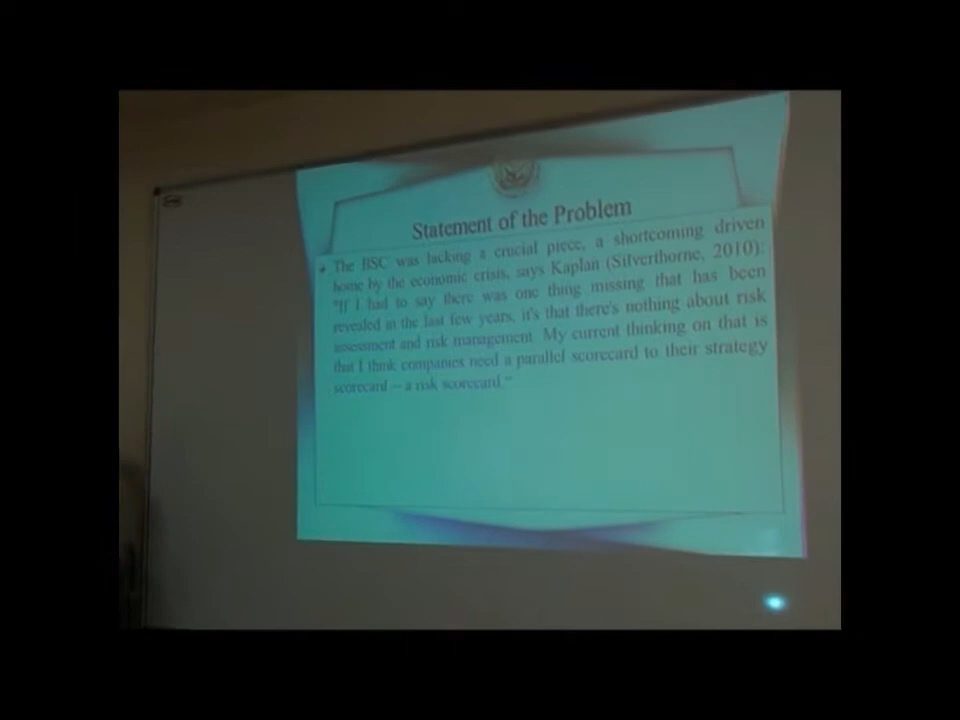 Statement of the Problem
The BSC was lacking a crucial piece, a shortcoming driven
home by the economic crisis, says Kaplan (Silverthorne, 2010):
"If I had to say there was one thing missing that has been
revealed in the last few years, it's that there's nothing about risk
assessment and risk management. My current thinking on that is
that I think companies need a parallel scorecard to their strategy
scorecard – a risk scorecard."